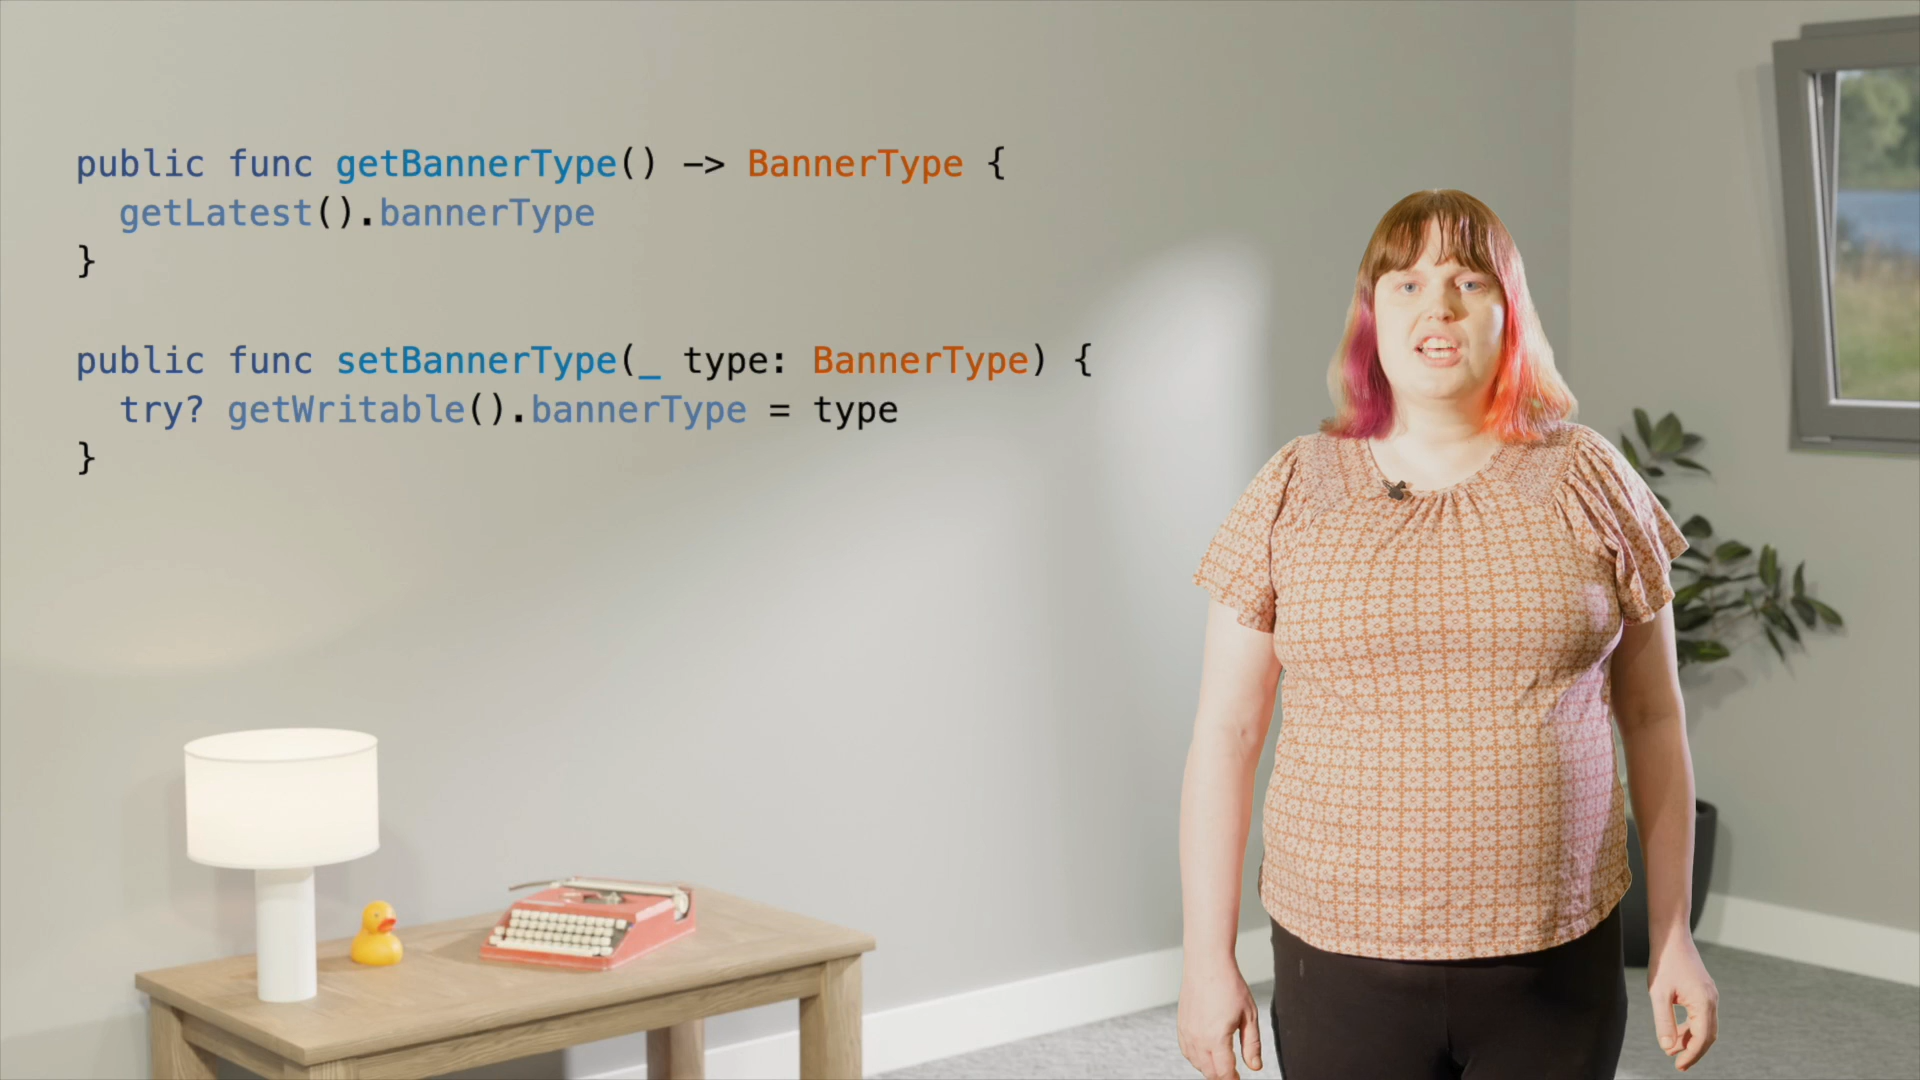 public func getBannerType() -> BannerType {
  getLatest().bannerType
}
public func setBannerType(_ type: BannerType) {
  try? getWritable().bannerType = type
}